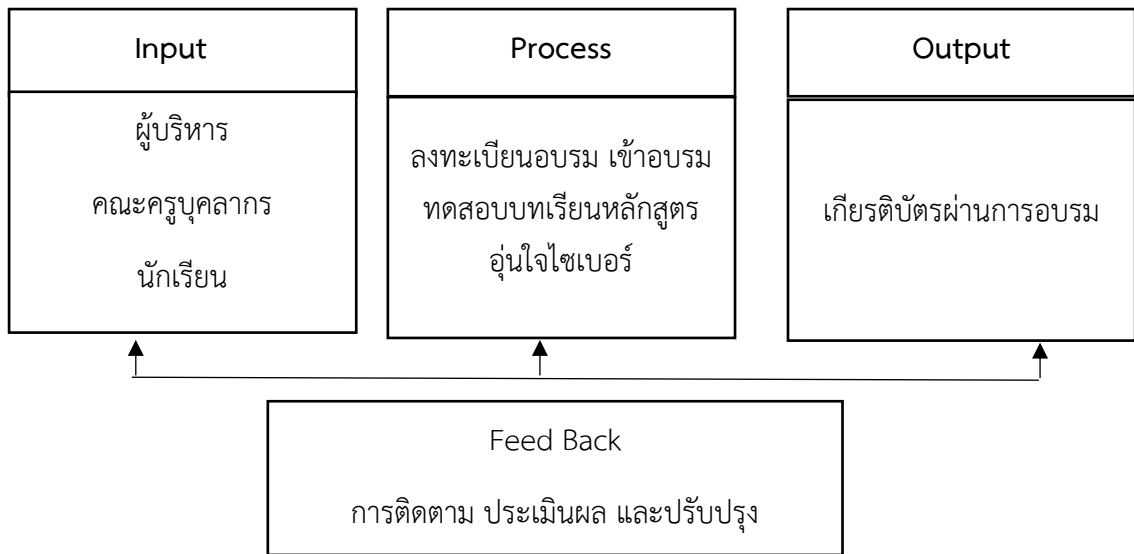 Input
ผู้บริหาร
คณะครูบุคลากร
นักเรียน
Process
ลงทะเบียนอบรม เข้าอบรม
ทดสอบบทเรียนหลักสูตร
อุ่นใจไซเบอร์
Output
เกียรติบัตรผ่านการอบรม
Feed Back
การติดตาม ประเมินผล และปรับปรุง